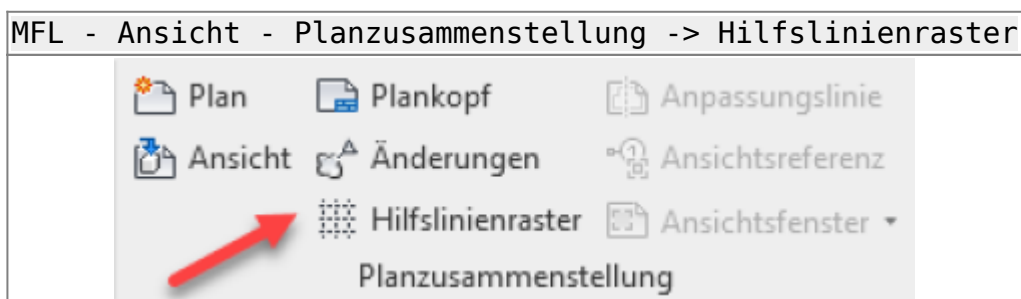 MFL - Ansicht - Planzusammenstellung -> Hilfslinienraster
Plan Plankopf Anpassungslinie
Ansicht Änderungen Ansichtsreferenz
Hilfslinienraster Ansichtsfenster
Planzusammenstellung